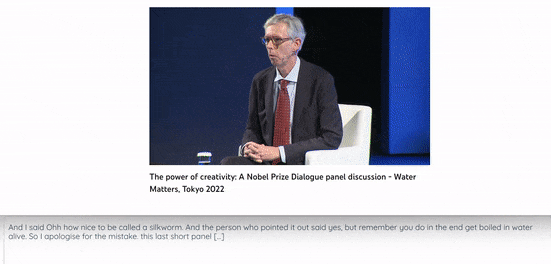 The power of creativity: A Nobel Prize Dialogue panel discussion - Water
Matters, Tokyo 2022
And I said Ohh how nice to be called a silkworm. And the person who pointed it out said yes, but remember you do in the end get boiled in water
alive. So I apologise for the mistake. this last short panel [...]